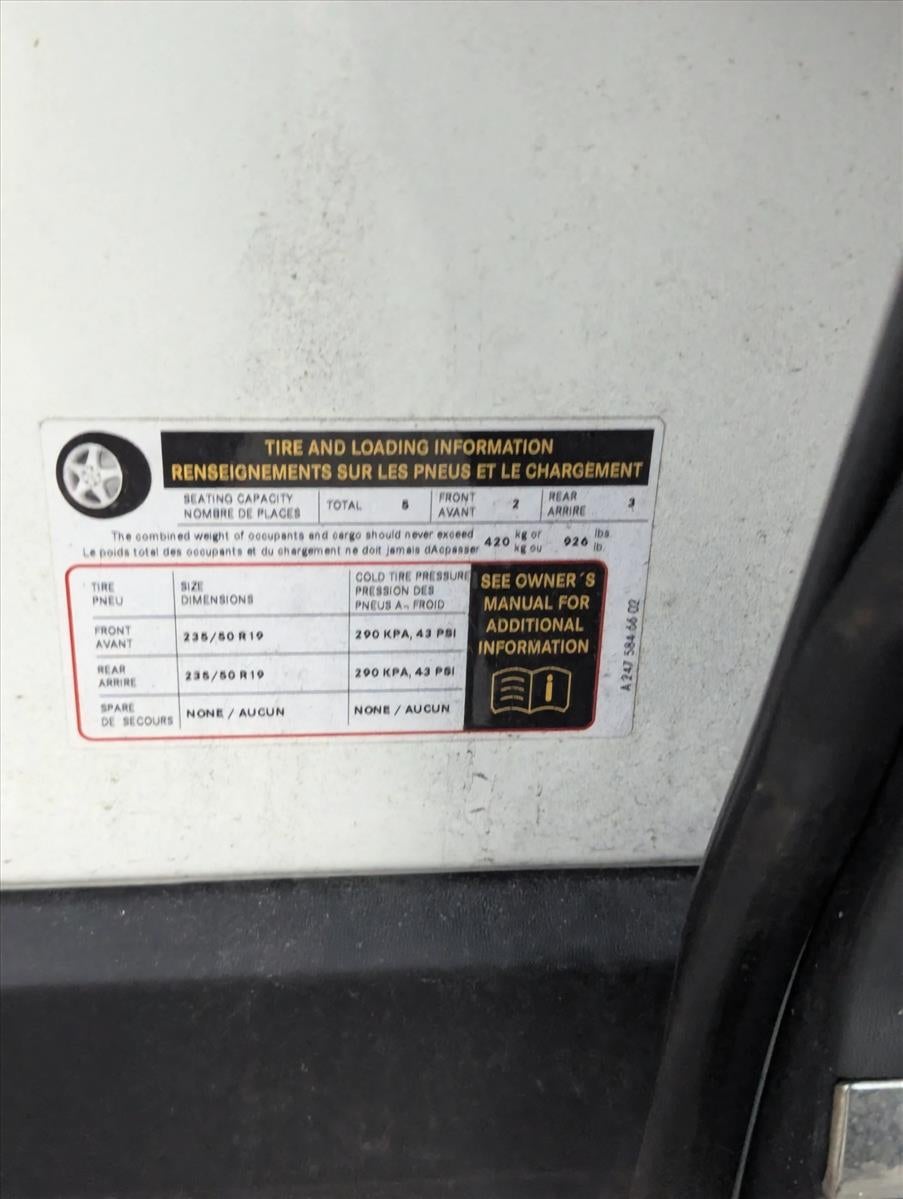 TIRE AND LOADING INFORMATION
RENSEIGNEMENTS SUR LES PNEUS ET LE CHARGEMENT
SEATING CAPACITY
NOMBRE DE PLACES
TOTAL 5
FRONT
AVANT 2
REAR
ARRIRE 3
The combined weight of occupants and cargo should never exceed 420 kg or 926 lbs.
Le poids total des occupants et du chargement ne doit jamais dAcpasser kg ou lb.
TIRE
PNEU
SIZE
DIMENSIONS
COLD TIRE PRESSURE
PRESSION DES
PNEUS A¬ FROID
FRONT
AVANT
235/50 R19
290 KPA, 43 PSI
REAR
ARRIRE
235/50 R19
290 KPA, 43 PSI
SPARE
DE SECOURS
NONE / AUCUN
NONE / AUCUN
SEE OWNER´S
MANUAL FOR
ADDITIONAL
INFORMATION
A 247 584 66 02